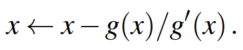 x ← x − g(x)/g′(x).